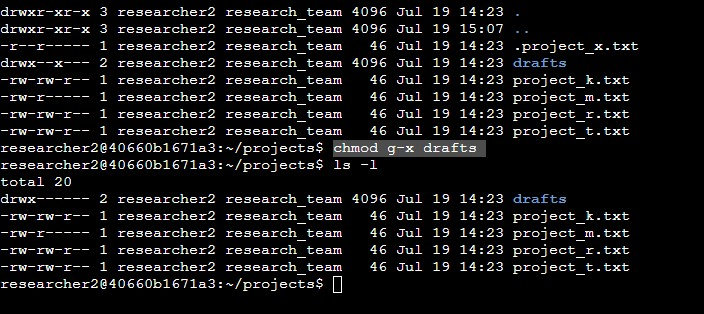 drwxr-xr-x 3 researcher2 research_team 4096 Jul 19 14:23 .
drwxr-xr-x 3 researcher2 research_team 4096 Jul 19 15:07 ..
-r--r----- 1 researcher2 research_team   46 Jul 19 14:23 .project_x.txt
drwx--x--- 2 researcher2 research_team 4096 Jul 19 14:23 drafts
-rw-rw-r-- 1 researcher2 research_team   46 Jul 19 14:23 project_k.txt
-rw-r----- 1 researcher2 research_team   46 Jul 19 14:23 project_m.txt
-rw-rw-r-- 1 researcher2 research_team   46 Jul 19 14:23 project_r.txt
-rw-rw-r-- 1 researcher2 research_team   46 Jul 19 14:23 project_t.txt
researcher2@40660b1671a3:~/projects$ chmod g-x drafts
researcher2@40660b1671a3:~/projects$ ls -l
total 20
drwx------ 2 researcher2 research_team 4096 Jul 19 14:23 drafts
-rw-rw-r-- 1 researcher2 research_team   46 Jul 19 14:23 project_k.txt
-rw-r----- 1 researcher2 research_team   46 Jul 19 14:23 project_m.txt
-rw-rw-r-- 1 researcher2 research_team   46 Jul 19 14:23 project_r.txt
-rw-rw-r-- 1 researcher2 research_team   46 Jul 19 14:23 project_t.txt
researcher2@40660b1671a3:~/projects$